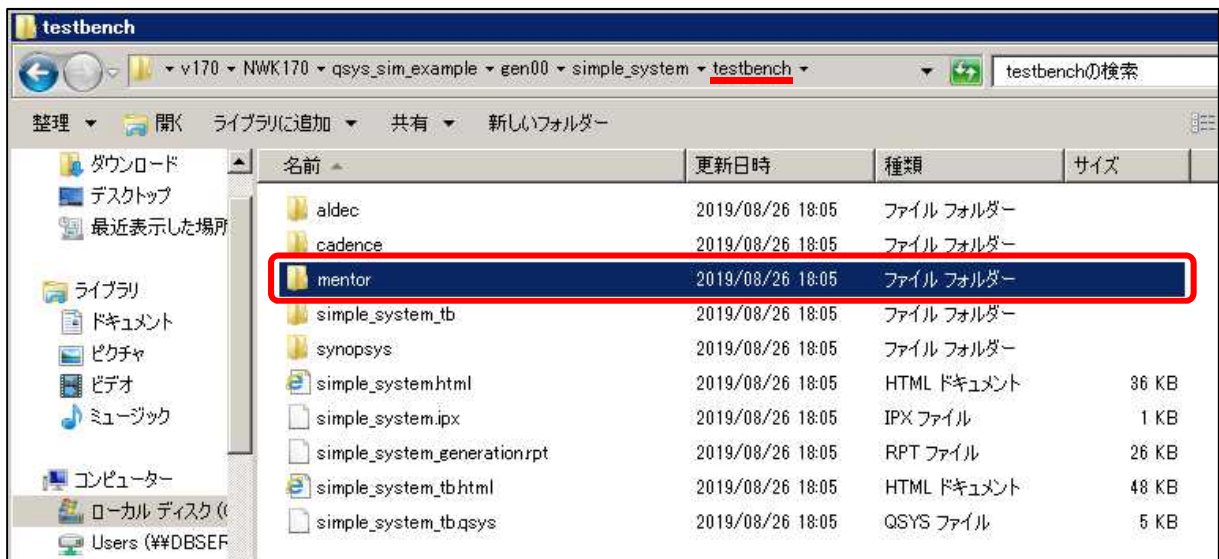 testbench
v170 ▾ NWK170 ▾ qsys_sim_example ▾ gen00 ▾ simple_system ▾ testbench ▾
testbenchの検索
整理 ▼ 開く ライブラリに追加 ▼ 共有 ▼ 新しいフォルダー
ダウンロード
デスクトップ
最近表示した場所
ライブラリ
ドキュメント
ピクチャ
ビデオ
ミュージック
コンピューター
ローカル ディスク (C
Users (¥¥DBSER
名前 更新日時 種類 サイズ
aldec 2019/08/26 18:05 ファイル フォルダー
cadence 2019/08/26 18:05 ファイル フォルダー
mentor 2019/08/26 18:05 ファイル フォルダー
simple_system_tb 2019/08/26 18:05 ファイル フォルダー
synopsys 2019/08/26 18:05 ファイル フォルダー
simple_system.html 2019/08/26 18:05 HTML ドキュメント 36 KB
simple_system.ipx 2019/08/26 18:05 IPX ファイル 1 KB
simple_system_generation.rpt 2019/08/26 18:05 RPT ファイル 26 KB
simple_system_tb.html 2019/08/26 18:05 HTML ドキュメント 48 KB
simple_system_tb.qsys 2019/08/26 18:05 QSYS ファイル 5 KB